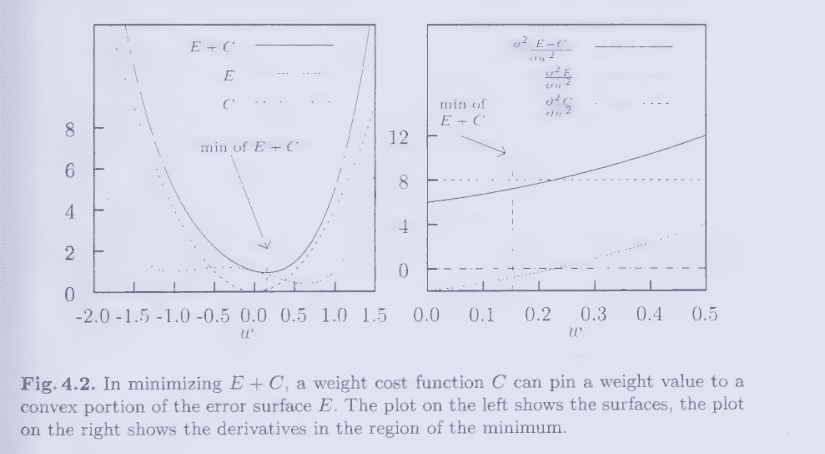 E + C
E
C
min of E + C
8
6
4
2
0
-2.0 -1.5 -1.0 -0.5 0.0 0.5 1.0 1.5
w
min of
E + C
12
8
4
0
0.0 0.1 0.2 0.3 0.4 0.5
w
Fig. 4.2. In minimizing E + C, a weight cost function C can pin a weight value to a
convex portion of the error surface E. The plot on the left shows the surfaces, the plot
on the right shows the derivatives in the region of the minimum.